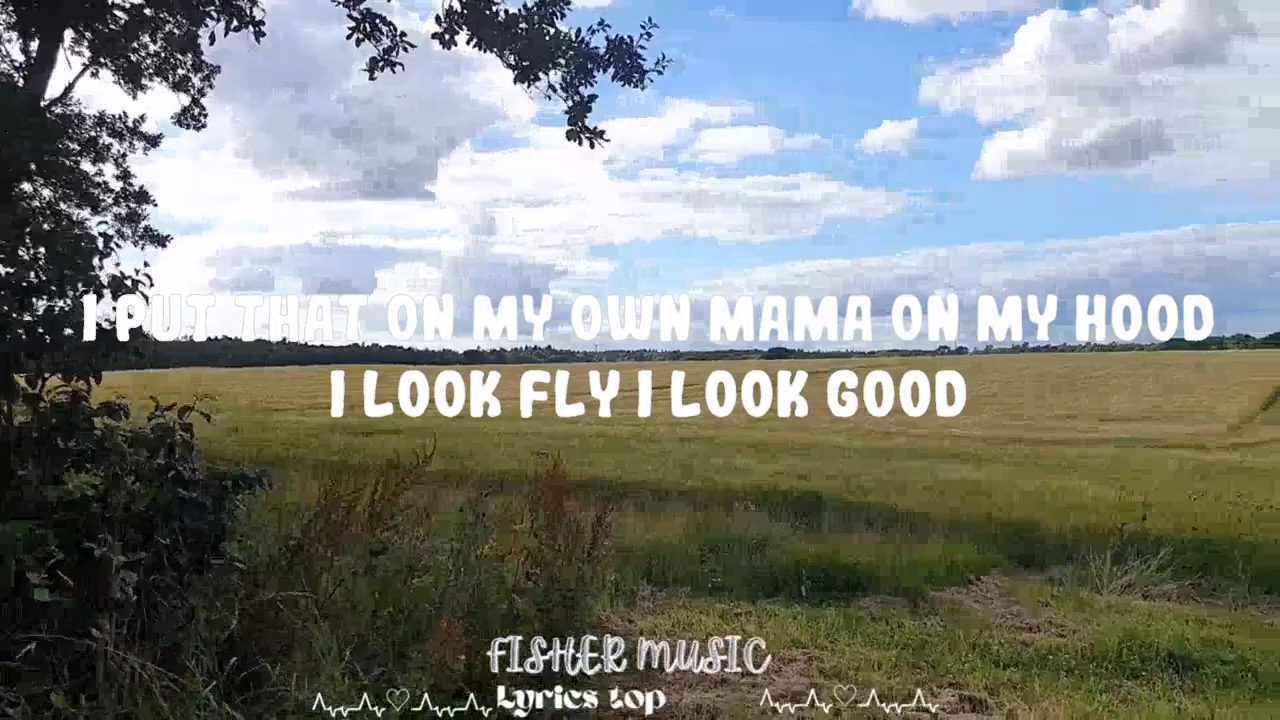 I PUT THAT ON MY OWN MAMA ON MY HOOD
I LOOK FLY I LOOK GOOD
FISHER MUSIC
Lyrics top